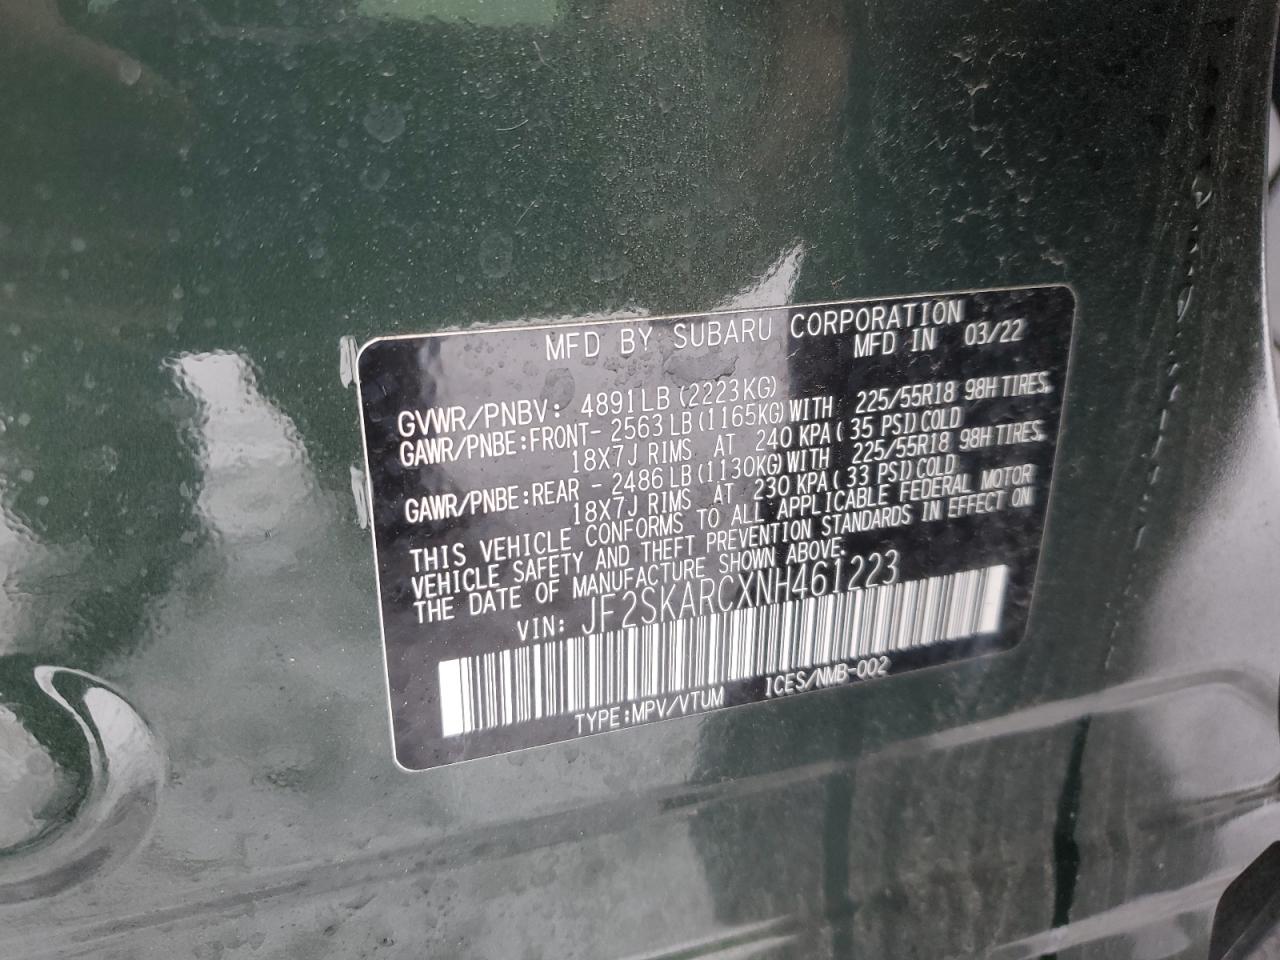 MFD BY SUBARU CORPORATION
MFD IN 03/22
GVWR/PNBV: 4891LB (2223KG)
GAWR/PNBE:FRONT- 2563LB(1165KG)WITH 225/55R18 98H TIRES,
18X7J RIMS AT 240 KPA( 35 PSI)COLD
GAWR/PNBE:REAR - 2486LB(1130KG)WITH 225/55R18 98H TIRES,
18X7J RIMS AT 230 KPA( 33 PSI)COLD
THIS VEHICLE CONFORMS TO ALL APPLICABLE FEDERAL MOTOR
VEHICLE SAFETY AND THEFT PREVENTION STANDARDS IN EFFECT ON
THE DATE OF MANUFACTURE SHOWN ABOVE.
VIN: JF2SKARCXNH461223
TYPE:MPV/VTUM ICES/NMB-002